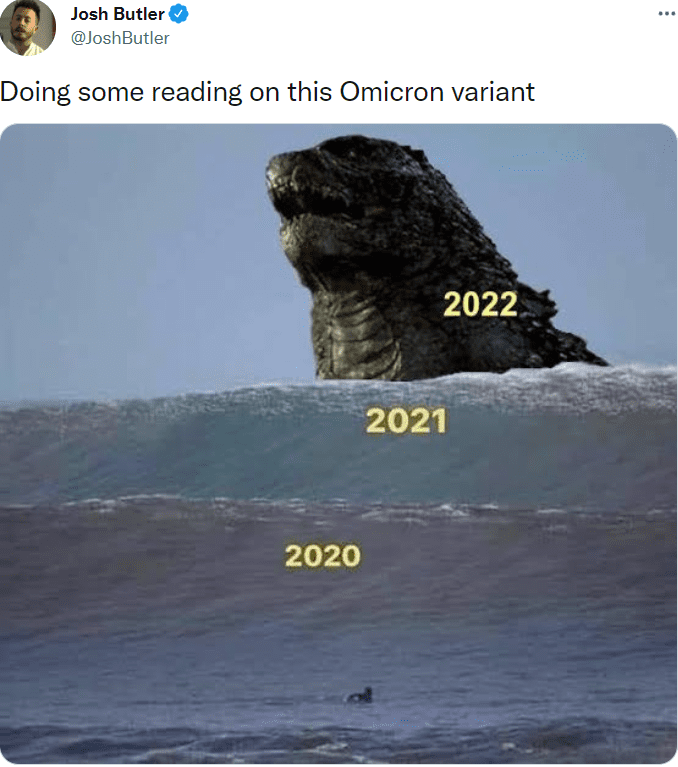 Josh Butler
@JoshButler
Doing some reading on this Omicron variant
2022
2021
2020